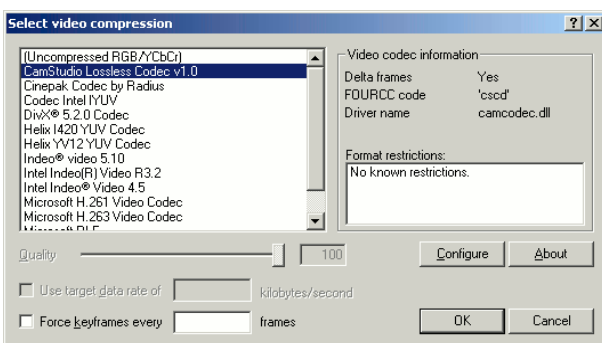 Select video compression
(Uncompressed RGB/YCbCr)
CamStudio Lossless Codec v1.0
Cinepak Codec by Radius
Codec Intel IYUV
DivX® 5.2.0 Codec
Helix I420 YUV Codec
Helix YV12 YUV Codec
Indeo® video 5.10
Intel Indeo(R) Video R3.2
Intel Indeo® Video 4.5
Microsoft H.261 Video Codec
Microsoft H.263 Video Codec
Video codec information
Delta frames Yes
FOURCC code 'cscd'
Driver name camcodec.dll
Format restrictions:
No known restrictions.
Quality 100
Configure About
Use target data rate of kilobytes/second
Force keyframes every frames
OK Cancel